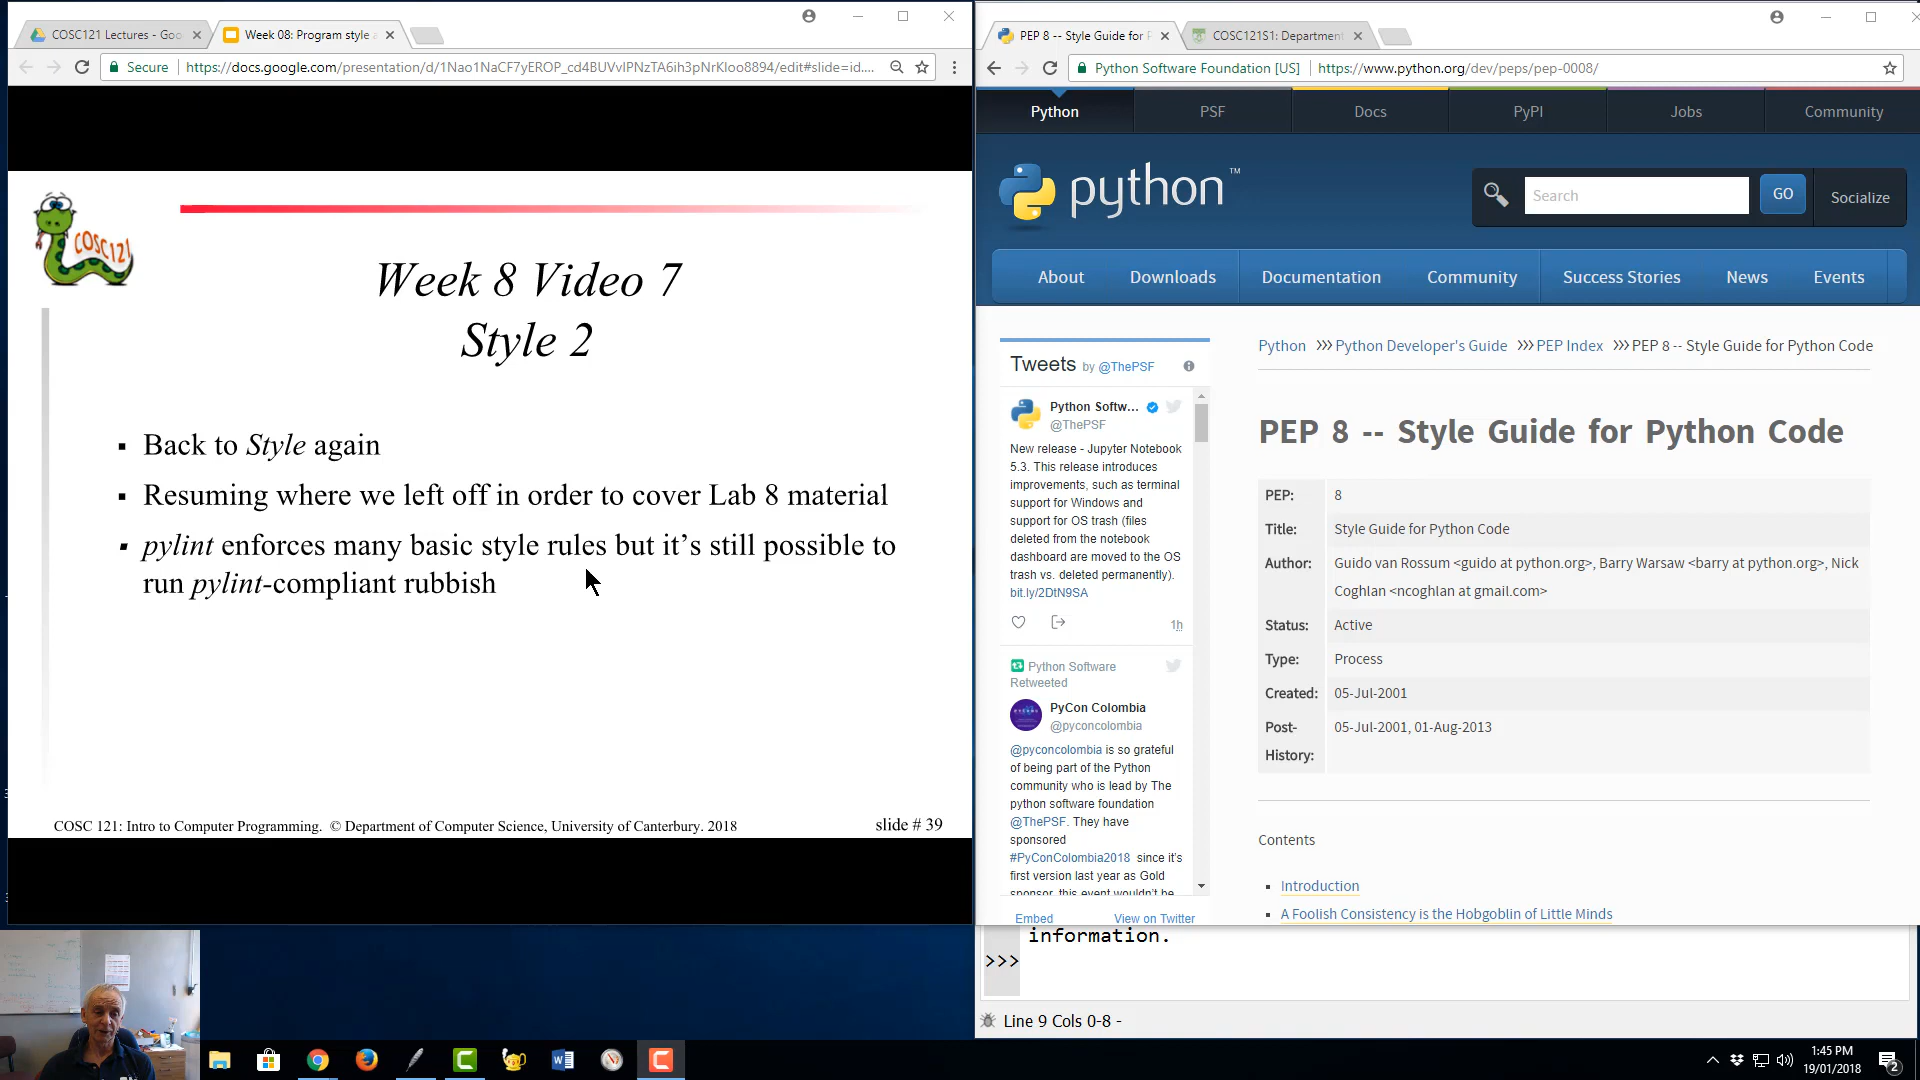 COSC121 Lectures - Goo
Week 08: Program style a
Secure
https://docs.google.com/presentation/d/1Nao1NaCF7yEROP_cd4BUVvIPNzTA6ih3pNrKloo8894/edit#slide=id....
COSC121
Week 8 Video 7
Style 2
▪ Back to Style again
▪ Resuming where we left off in order to cover Lab 8 material
▪ pylint enforces many basic style rules but it's still possible to
run pylint-compliant rubbish
COSC 121: Intro to Computer Programming. © Department of Computer Science, University of Canterbury. 2018
slide # 39
PEP 8 -- Style Guide for P
COSC121S1: Department
Python Software Foundation [US]
https://www.python.org/dev/peps/pep-0008/
Python
PSF
Docs
PyPI
Jobs
Community
python™
Search
GO
Socialize
About
Downloads
Documentation
Community
Success Stories
News
Events
Python >>> Python Developer's Guide >>> PEP Index >>> PEP 8 -- Style Guide for Python Code
Tweets by @ThePSF
Python Softw...
@ThePSF
New release - Jupyter Notebook
5.3. This release introduces
improvements, such as terminal
support for Windows and
support for OS trash (files
deleted from the notebook
dashboard are moved to the OS
trash vs. deleted permanently).
bit.ly/2DtN9SA
1h
Python Software
Retweeted
PyCon Colombia
@pyconcolombia
@pyconcolombia is so grateful
of being part of the Python
community who is lead by The
python software foundation
@ThePSF. They have
sponsored
#PyConColombia2018 since it's
first version last year as Gold
sponsor, this event wouldn't be
Embed
View on Twitter
PEP 8 -- Style Guide for Python Code
PEP: 8
Title: Style Guide for Python Code
Author: Guido van Rossum <guido at python.org>, Barry Warsaw <barry at python.org>, Nick
Coghlan <ncoghlan at gmail.com>
Status: Active
Type: Process
Created: 05-Jul-2001
Post-
History:
05-Jul-2001, 01-Aug-2013
Contents
▪ Introduction
▪ A Foolish Consistency is the Hobgoblin of Little Minds
information.
>>>
Line 9 Cols 0-8 -
1:45 PM
19/01/2018
2